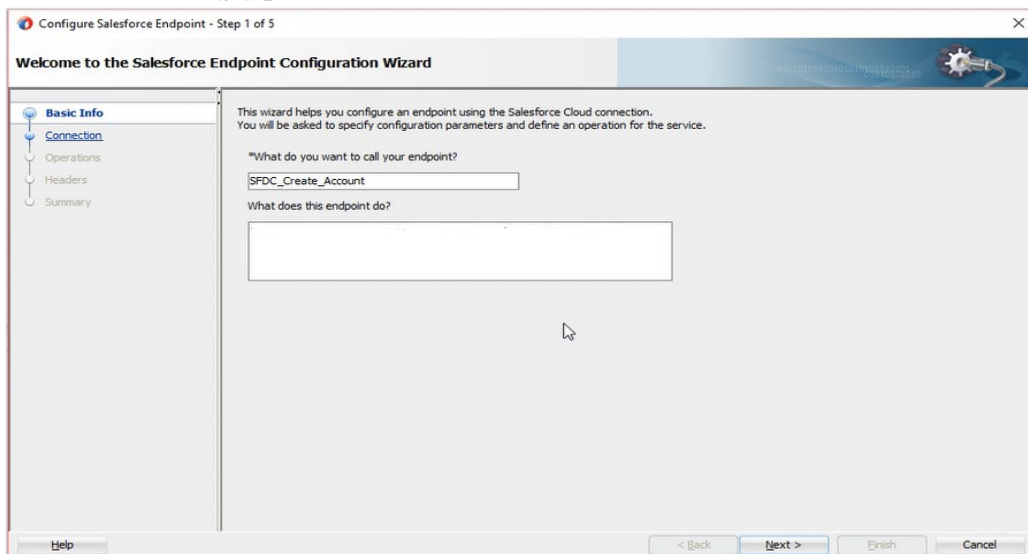 Configure Salesforce Endpoint - Step 1 of 5
Welcome to the Salesforce Endpoint Configuration Wizard
Basic Info
Connection
Operations
Headers
Summary
This wizard helps you configure an endpoint using the Salesforce Cloud connection.
You will be asked to specify configuration parameters and define an operation for the service.
*What do you want to call your endpoint?
SFDC_Create_Account
What does this endpoint do?
Help
< Back
Next >
Finish
Cancel